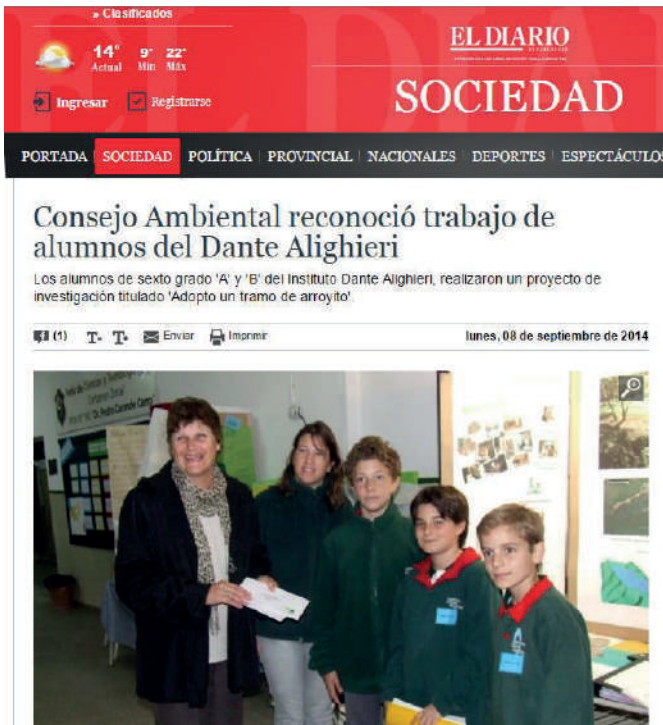 » Clasificados
14° 9° 22°
Actual Min Máx
Ingresar Registrarse
EL DIARIO
SOCIEDAD
PORTADA SOCIEDAD POLÍTICA PROVINCIAL NACIONALES DEPORTES ESPECTÁCULOS
Consejo Ambiental reconoció trabajo de
alumnos del Dante Alighieri
Los alumnos de sexto grado 'A' y 'B' del Instituto Dante Alighieri, realizaron un proyecto de
investigación titulado 'Adopto un tramo de arroyito'.
(1) T- T+ Enviar Imprimir
lunes, 08 de septiembre de 2014